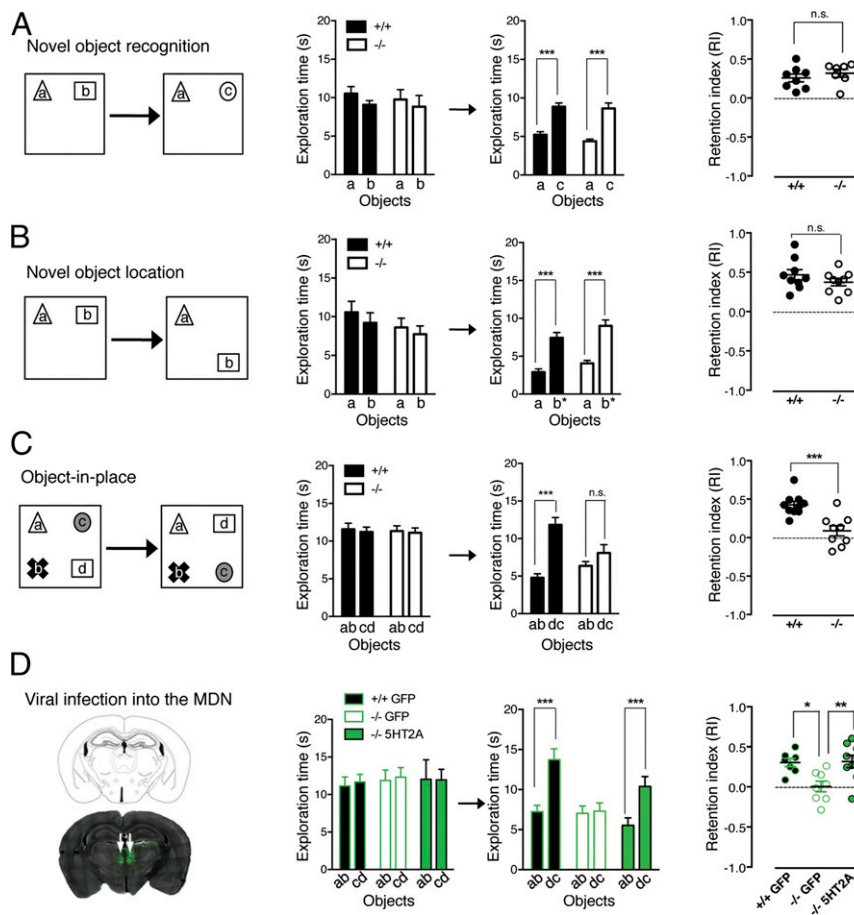 A
Novel object recognition
a
b
a
c
Exploration time (s)
20
15
10
5
0
+/+
-/-
a b a b
Objects
Exploration time (s)
20
15
10
5
0
*** ***
a c a c
Objects
Retention index (RI)
1.0
0.5
0.0
-0.5
-1.0
n.s.
+/+ -/-
B
Novel object location
a
b
a
b
Exploration time (s)
20
15
10
5
0
+/+
-/-
a b a b
Objects
Exploration time (s)
20
15
10
5
0
*** ***
a b* a b*
Objects
Retention index (RI)
1.0
0.5
0.0
-0.5
-1.0
n.s.
+/+ -/-
C
Object-in-place
a
c
b
d
a
d
b
c
Exploration time (s)
20
15
10
5
0
+/+
-/-
ab cd ab cd
Objects
Exploration time (s)
20
15
10
5
0
*** n.s.
ab dc ab dc
Objects
Retention index (RI)
1.0
0.5
0.0
-0.5
-1.0
***
+/+ -/-
D
Viral infection into the MDN
Exploration time (s)
20
15
10
5
0
+/+ GFP
-/- GFP
-/- 5HT2A
ab cd ab cd ab cd
Objects
Exploration time (s)
20
15
10
5
0
*** ***
ab dc ab dc ab dc
Objects
Retention index (RI)
1.0
0.5
0.0
-0.5
-1.0
* **
+/+ GFP
-/- GFP
-/- 5HT2A